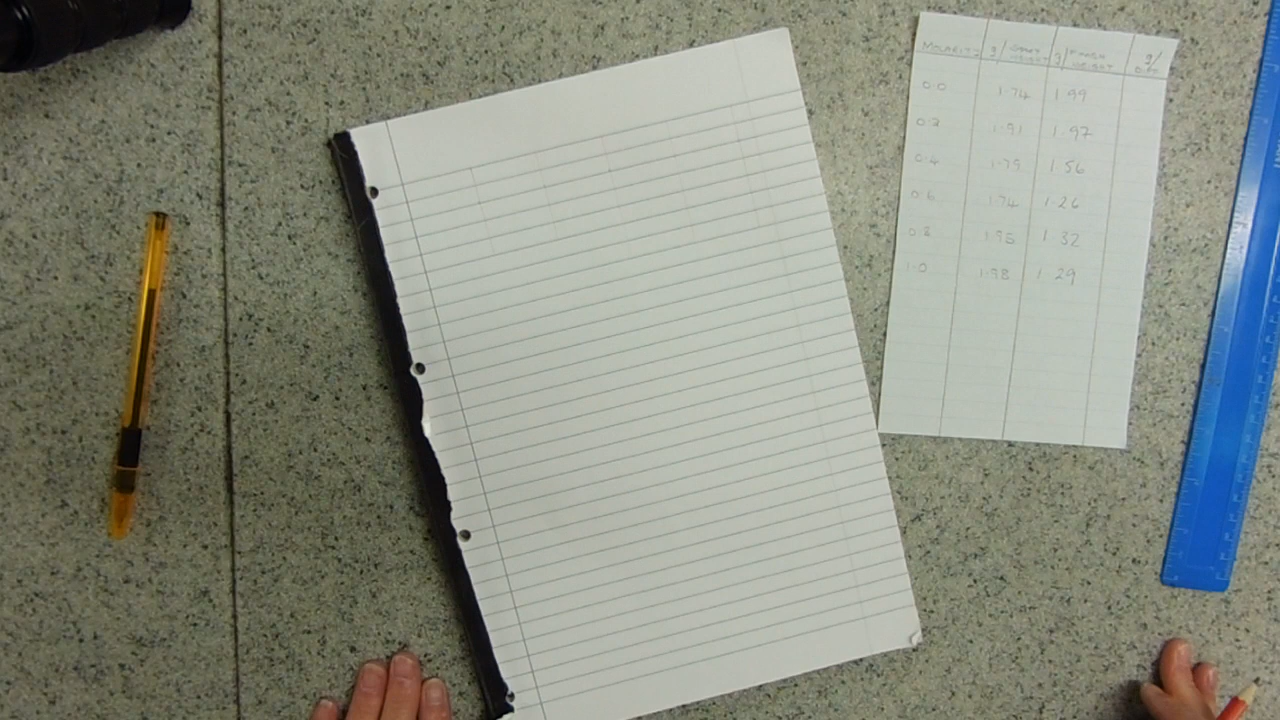 MOLARITY g/ START WEIGHT g/ FINISH WEIGHT g/ DIFF
0.0 1.74 1.99
0.2 1.91 1.97
0.4 1.79 1.56
0.6 1.74 1.26
0.8 1.95 1.32
1.0 1.98 1.29